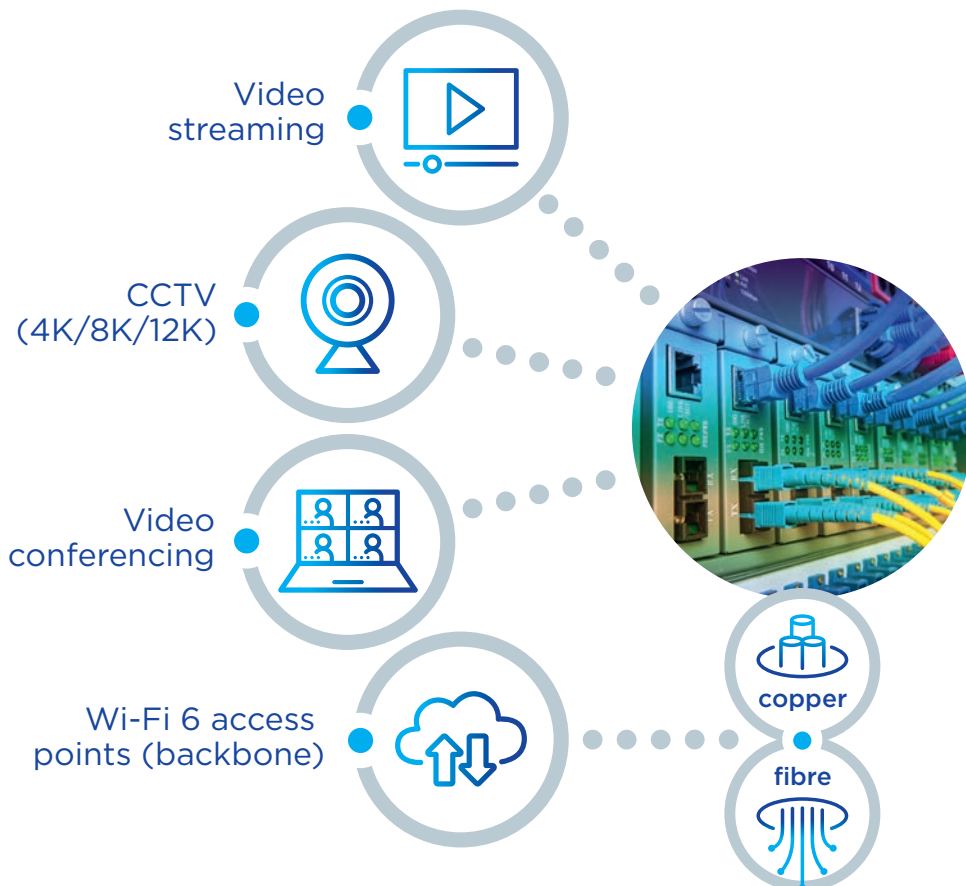 Video
streaming
CCTV
(4K/8K/12K)
Video
conferencing
Wi-Fi 6 access
points (backbone)
copper
fibre